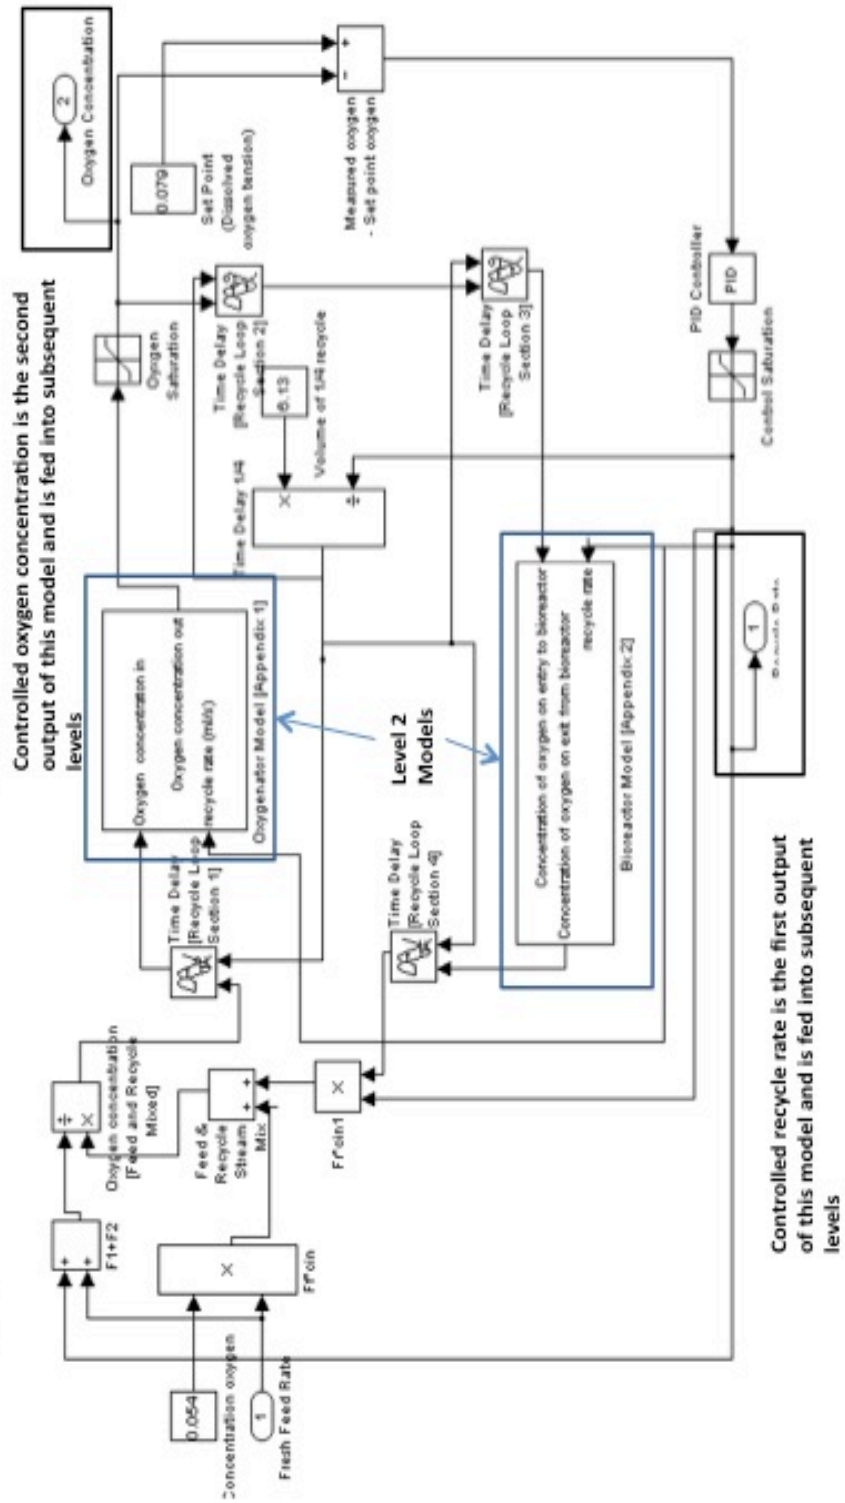 Controlled oxygen concentration is the second
output of this model and is fed into subsequent
levels
2
Oxygen Concentration
0.079
Set Point
(Dissolved
oxygen tension)
+
−
Measured oxygen
- Set point oxygen
Oxygen
Saturation
Time Delay
[Recycle Loop
Section 2]
6.13
Volume of 1/4 recycle
Time Delay 1/4
×
÷
Time Delay
[Recycle Loop
Section 3]
PID Controller
PID
Control Saturation
Oxygen concentration in
Oxygen concentration out
recycle rate (ml/s)
Oxygenator Model [Appendix 1]
Level 2
Models
Concentration of oxygen on entry to bioreactor
Concentration of oxygen on exit from bioreactor
recycle rate
Bioreactor Model [Appendix 2]
1
Time Delay
[Recycle Loop
Section 1]
Time Delay
[Recycle Loop
Section 4]
÷
×
Oxygen concentration
[Feed and Recycle
Mixed]
+
+
Feed &
Recycle
Stream
Mix
×
Ff*oin1
+
+
F1+F2
×
Ff*oin
0.054
Concentration oxygen
1
Fresh Feed Rate
Controlled recycle rate is the first output
of this model and is fed into subsequent
levels